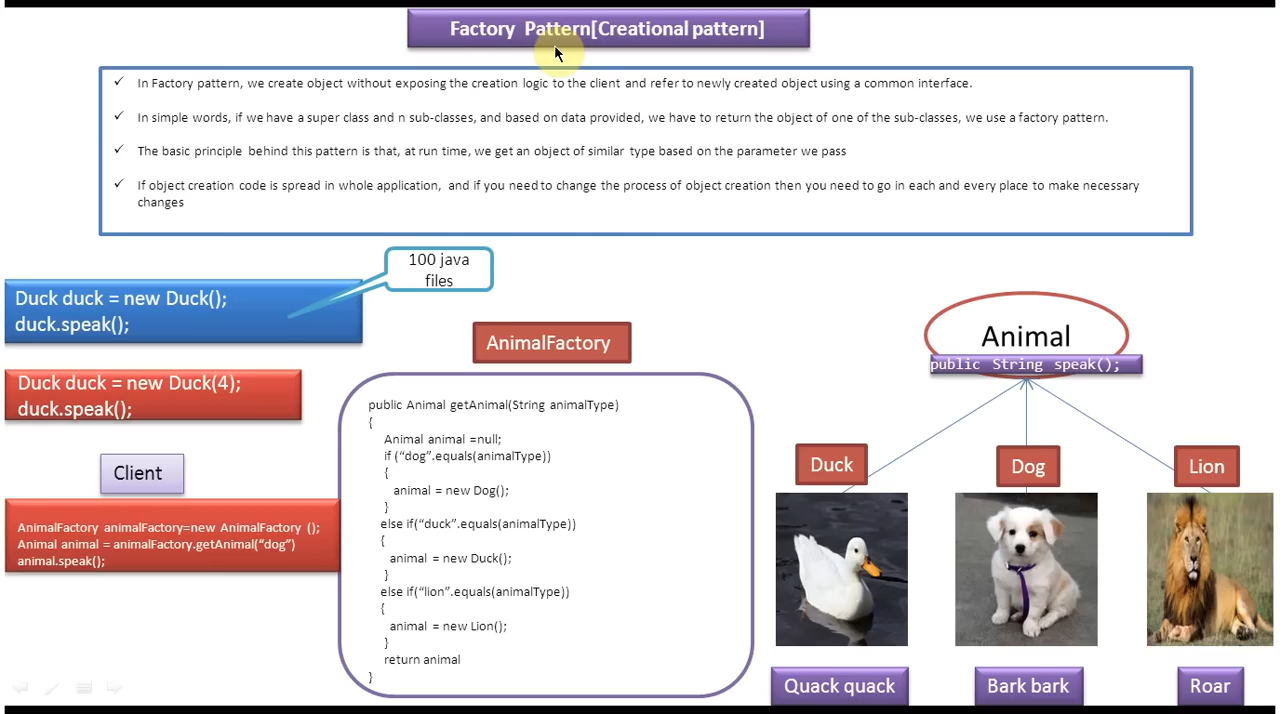 Factory Pattern[Creational pattern]
✓ In Factory pattern, we create object without exposing the creation logic to the client and refer to newly created object using a common interface.
✓ In simple words, if we have a super class and n sub-classes, and based on data provided, we have to return the object of one of the sub-classes, we use a factory pattern.
✓ The basic principle behind this pattern is that, at run time, we get an object of similar type based on the parameter we pass
✓ If object creation code is spread in whole application, and if you need to change the process of object creation then you need to go in each and every place to make necessary
changes
100 java
files
Duck duck = new Duck();
duck.speak();
Duck duck = new Duck(4);
duck.speak();
Client
AnimalFactory animalFactory=new AnimalFactory ();
Animal animal = animalFactory.getAnimal(“dog”)
animal.speak();
AnimalFactory
public Animal getAnimal(String animalType)
{
Animal animal =null;
if (“dog”.equals(animalType))
{
animal = new Dog();
}
else if(“duck”.equals(animalType))
{
animal = new Duck();
}
else if(“lion”.equals(animalType))
{
animal = new Lion();
}
return animal
}
Animal
public String speak();
Duck
Dog
Lion
Quack quack
Bark bark
Roar